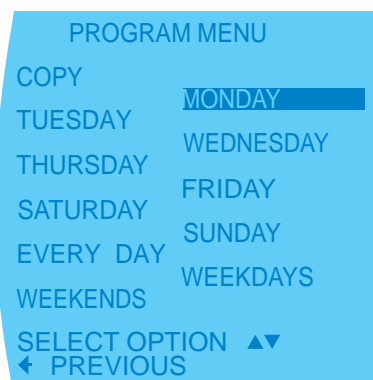 PROGRAM MENU
COPY
MONDAY
TUESDAY
WEDNESDAY
THURSDAY
FRIDAY
SATURDAY
SUNDAY
EVERY DAY
WEEKDAYS
WEEKENDS
SELECT OPTION ▲▼
← PREVIOUS